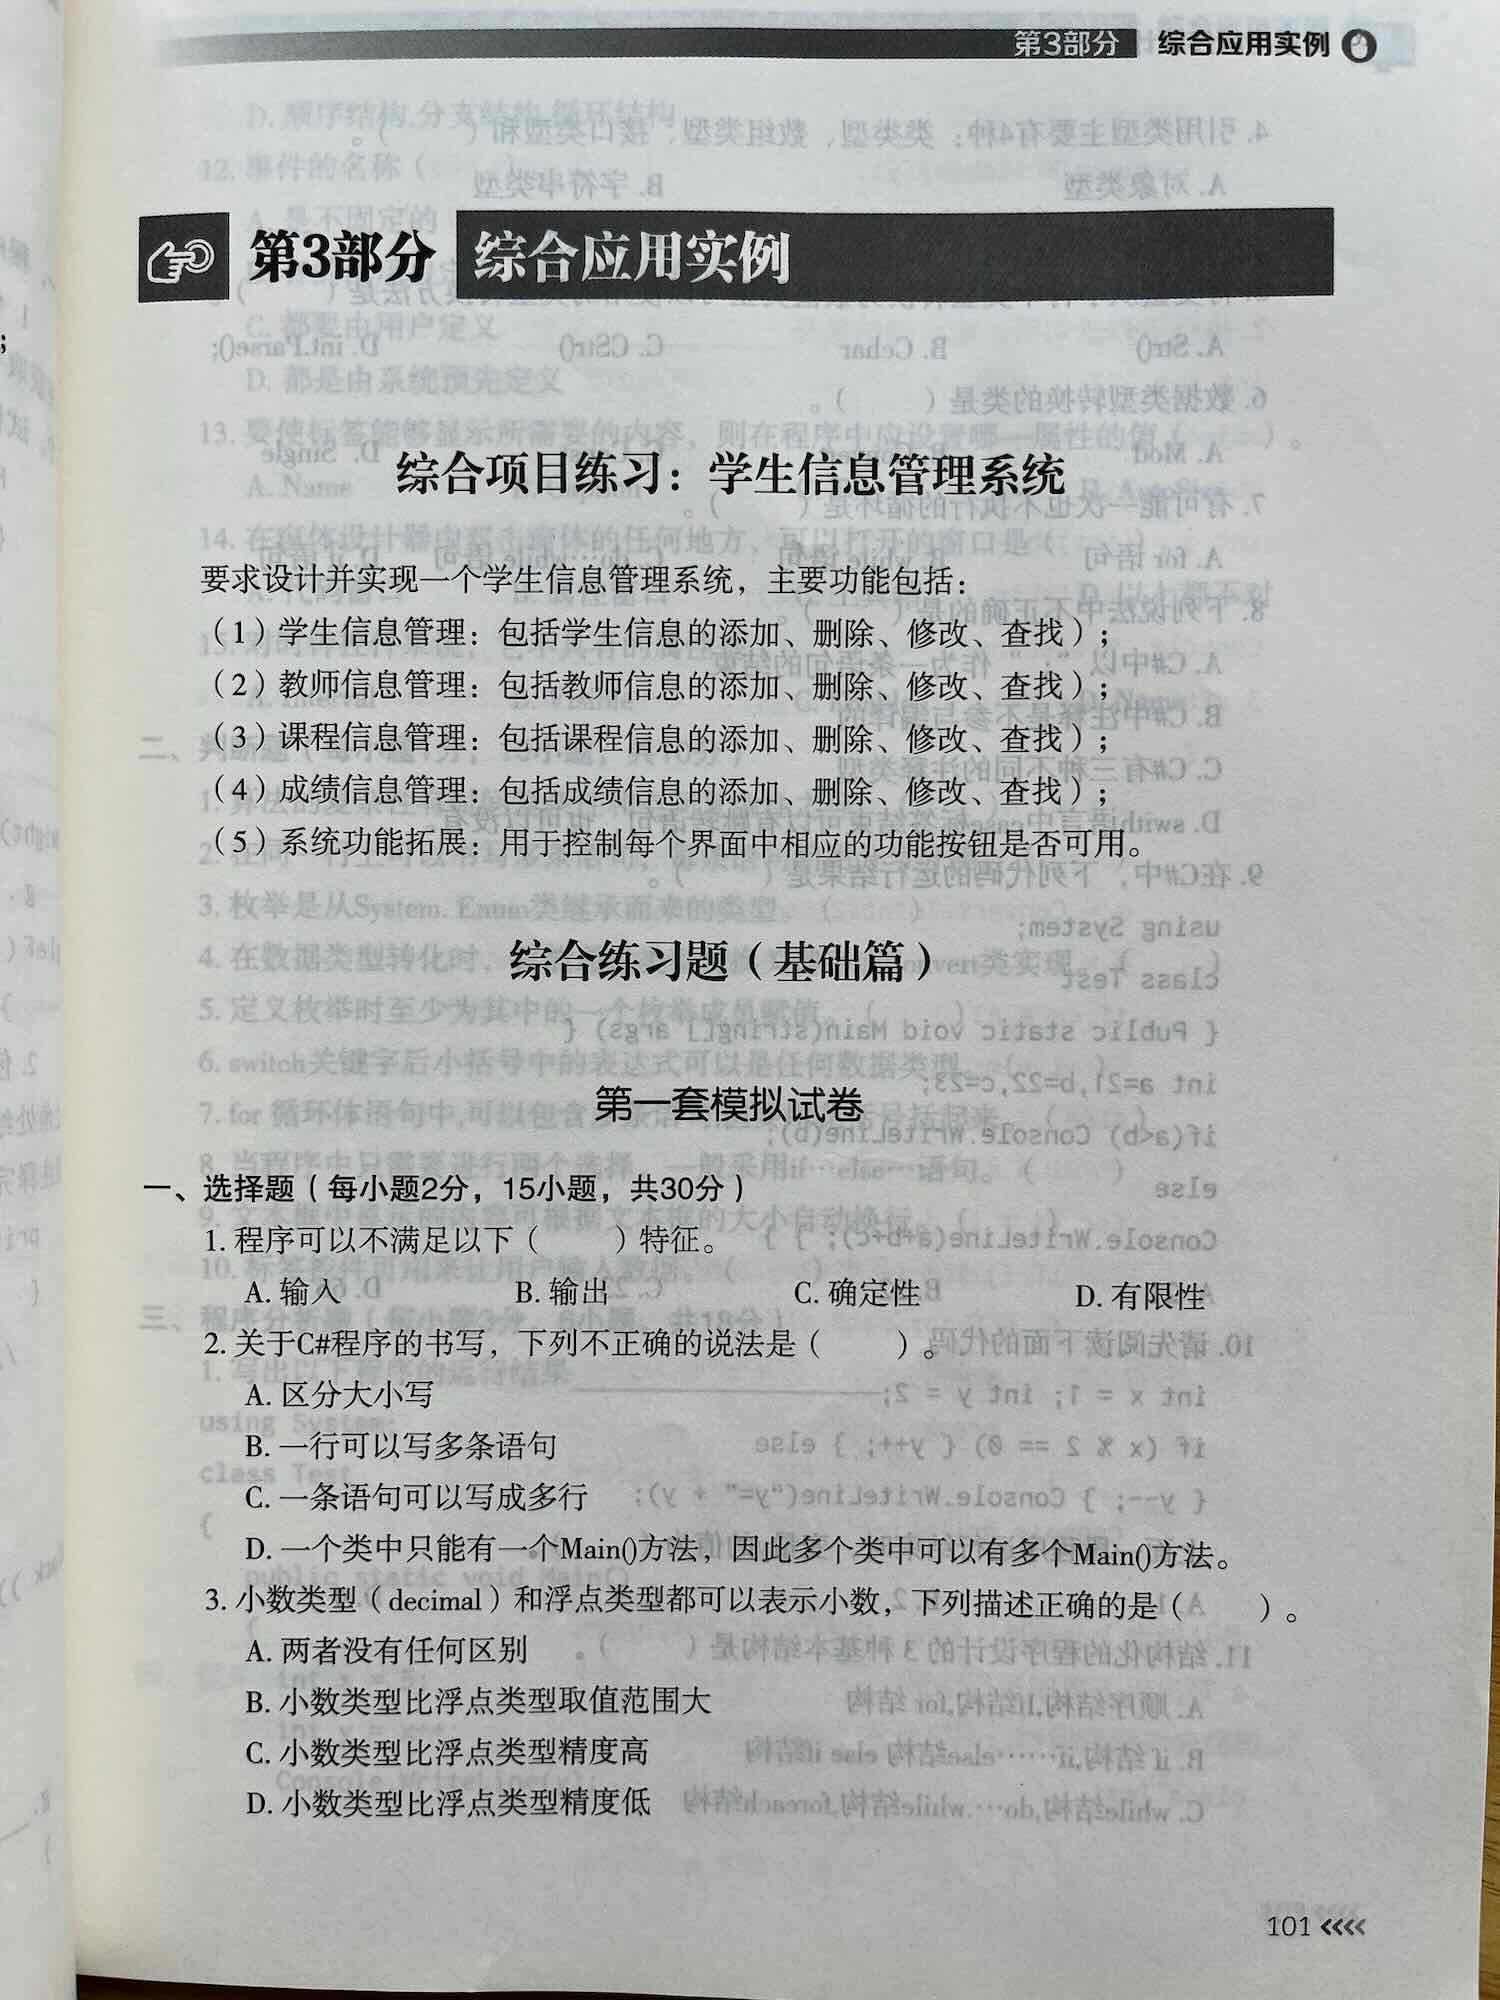 第3部分 综合应用实例
第3部分 综合应用实例
综合项目练习：学生信息管理系统
要求设计并实现一个学生信息管理系统，主要功能包括：
（1）学生信息管理：包括学生信息的添加、删除、修改、查找）；
（2）教师信息管理：包括教师信息的添加、删除、修改、查找）；
（3）课程信息管理：包括课程信息的添加、删除、修改、查找）；
（4）成绩信息管理：包括成绩信息的添加、删除、修改、查找）；
（5）系统功能拓展：用于控制每个界面中相应的功能按钮是否可用。
综合练习题（基础篇）
第一套模拟试卷
一、选择题（每小题2分，15小题，共30分）
1. 程序可以不满足以下（　　）特征。
A. 输入 B. 输出 C. 确定性 D. 有限性
2. 关于C#程序的书写，下列不正确的说法是（　　）。
A. 区分大小写
B. 一行可以写多条语句
C. 一条语句可以写成多行
D. 一个类中只能有一个Main()方法，因此多个类中可以有多个Main()方法。
3. 小数类型（decimal）和浮点类型都可以表示小数，下列描述正确的是（　　）。
A. 两者没有任何区别
B. 小数类型比浮点类型取值范围大
C. 小数类型比浮点类型精度高
D. 小数类型比浮点类型精度低
101